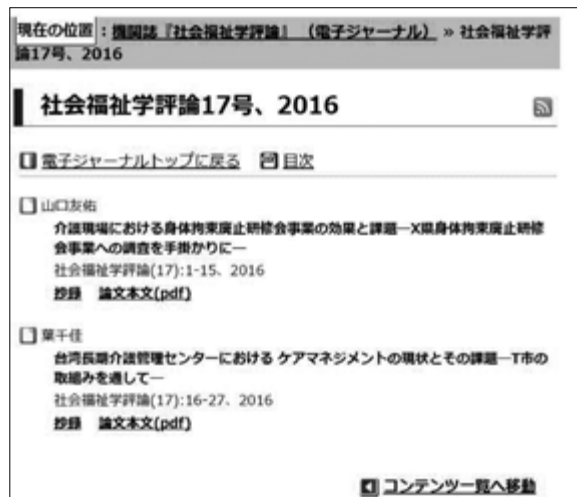 現在の位置：機関誌『社会福祉学評論』（電子ジャーナル） » 社会福祉学評
論17号、2016
社会福祉学評論17号、2016
電子ジャーナルトップに戻る 目次
山口友佑
介護現場における身体拘束廃止研修会事業の効果と課題―X県身体拘束廃止研修
会事業への調査を手掛かりに―
社会福祉学評論(17):1-15、2016
抄録 論文本文(pdf)
葉千佳
台湾長期介護管理センターにおける ケアマネジメントの現状とその課題―T市の
取組みを通して―
社会福祉学評論(17):16-27、2016
抄録 論文本文(pdf)
コンテンツ一覧へ移動